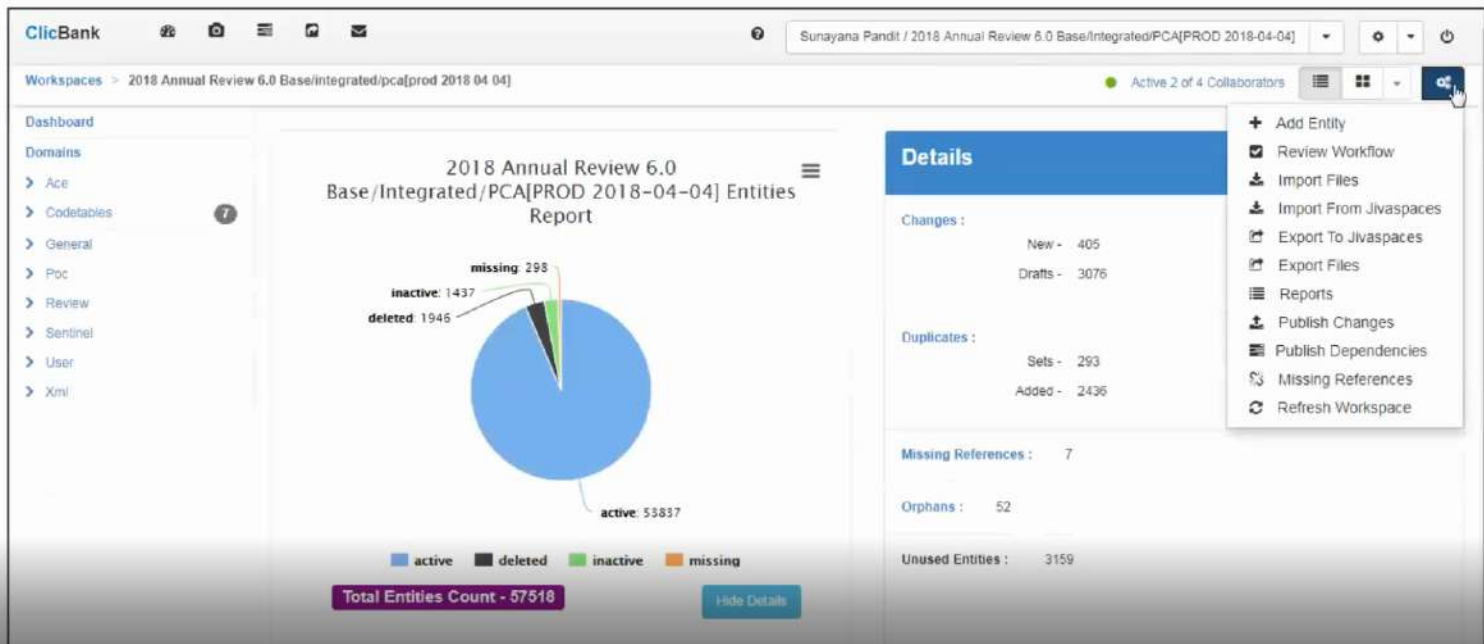 ClicBank
Sunayana Pandit / 2018 Annual Review 6.0 Base/Integrated/PCA[PROD 2018-04-04]
Workspaces > 2018 Annual Review 6.0 Base/integrated/pca[prod 2018 04 04]
Active 2 of 4 Collaborators
Dashboard
Domains
Ace
Codetables 7
General
Poc
Review
Sentinel
User
Xml
2018 Annual Review 6.0
Base/Integrated/PCA[PROD 2018-04-04] Entities
Report
missing: 298
inactive: 1437
deleted: 1946
active: 53837
active deleted inactive missing
Total Entities Count - 57518
Hide Details
Details
Changes :
New - 405
Drafts - 3076
Duplicates :
Sets - 293
Added - 2436
Missing References : 7
Orphans : 52
Unused Entities : 3159
Add Entity
Review Workflow
Import Files
Import From Jivaspaces
Export To Jivaspaces
Export Files
Reports
Publish Changes
Publish Dependencies
Missing References
Refresh Workspace